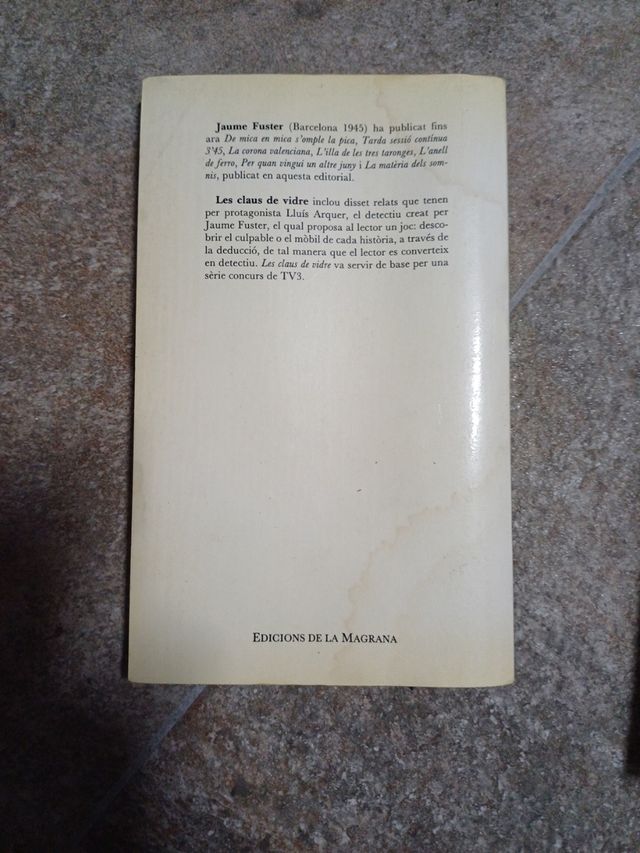 Jaume Fuster (Barcelona 1945) ha publicat fins
ara De mica en mica s'omple la pica, Tarda sessió contínua
3'45, La corona valenciana, L'illa de les tres taronges, L'anell
de ferro, Per quan vingui un altre juny i La matèria dels som-
nis, publicat en aquesta editorial.
Les claus de vidre inclou disset relats que tenen
per protagonista Lluís Arquer, el detectiu creat per
Jaume Fuster, el qual proposa al lector un joc: desco-
brir el culpable o el mòbil de cada història, a través de
la deducció, de tal manera que el lector es converteix
en detectiu. Les claus de vidre va servir de base per una
sèrie concurs de TV3.
EDICIONS DE LA MAGRANA